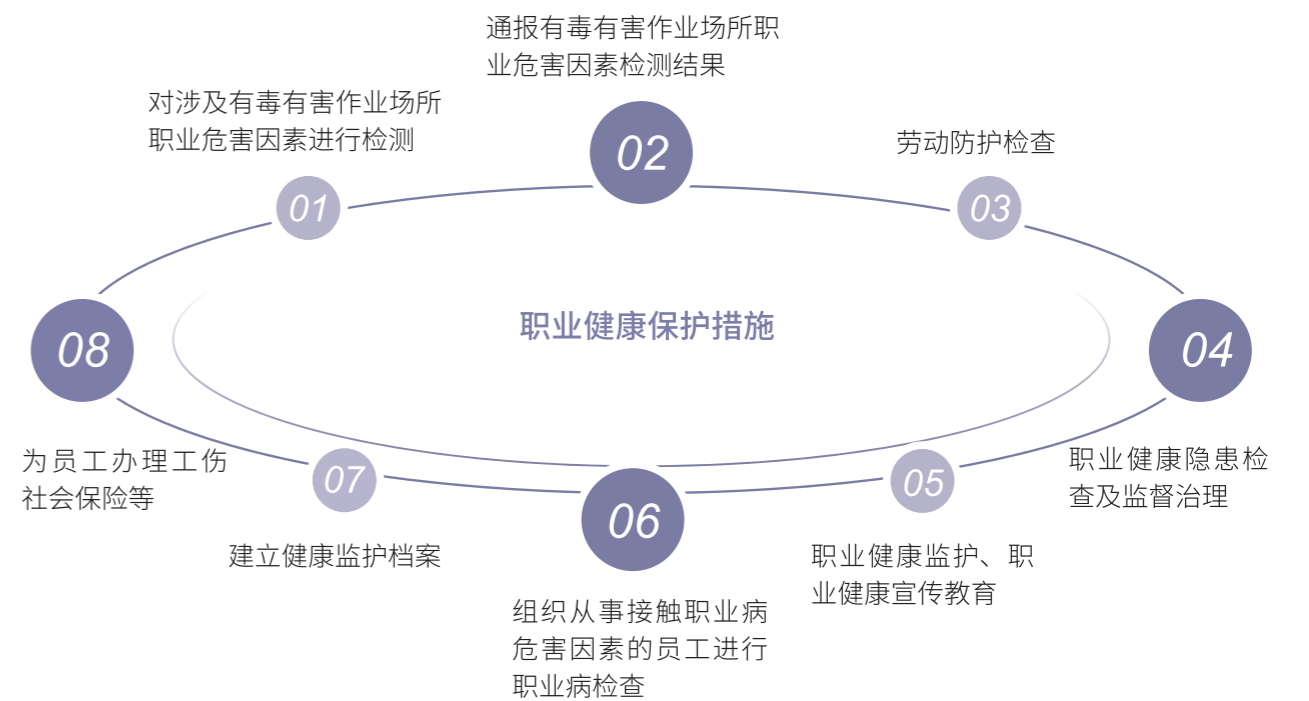 通报有毒有害作业场所职
业危害因素检测结果
对涉及有毒有害作业场所
职业危害因素进行检测
02
劳动防护检查
01
03
职业健康保护措施
08
04
为员工办理工伤
社会保险等
07
05
职业健康隐患检
查及监督治理
06
建立健康监护档案
职业健康监护、职
业健康宣传教育
组织从事接触职业病
危害因素的员工进行
职业病检查